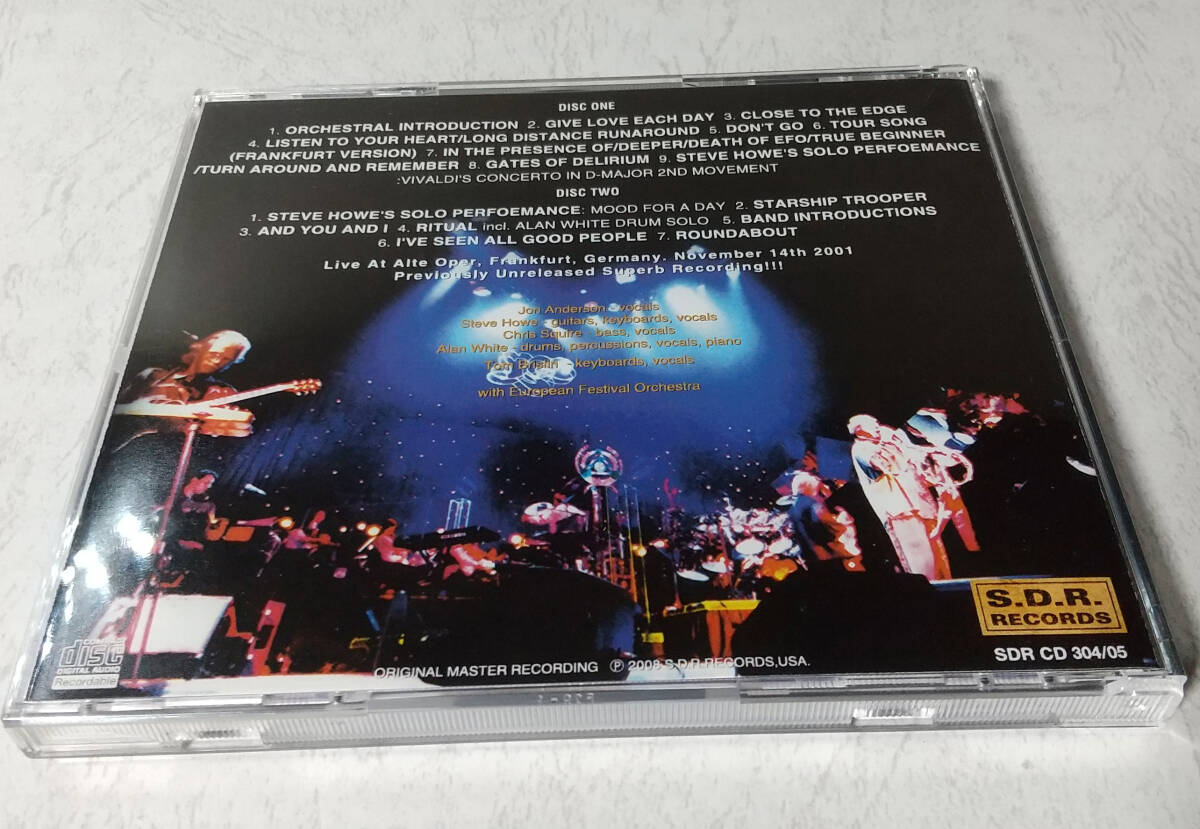 DISC ONE
1. ORCHESTRAL INTRODUCTION 2. GIVE LOVE EACH DAY 3. CLOSE TO THE EDGE
4. LISTEN TO YOUR HEART/LONG DISTANCE RUNAROUND 5. DON'T GO 6. TOUR SONG
(FRANKFURT VERSION) 7. IN THE PRESENCE OF/DEEPER/DEATH OF EFO/TRUE BEGINNER
/TURN AROUND AND REMEMBER 8. GATES OF DELIRIUM 9. STEVE HOWE'S SOLO PERFOEMANCE
:VIVALDI'S CONCERTO IN D-MAJOR 2ND MOVEMENT
DISC TWO
1. STEVE HOWE'S SOLO PERFOEMANCE: MOOD FOR A DAY 2. STARSHIP TROOPER
3. AND YOU AND I 4. RITUAL incl. ALAN WHITE DRUM SOLO 5. BAND INTRODUCTIONS
6. I'VE SEEN ALL GOOD PEOPLE 7. ROUNDABOUT
Live At Alte Oper, Frankfurt, Germany. November 14th 2001
Previously Unreleased Superb Recording!!!
Jon Anderson - vocals
Steve Howe - guitars, keyboards, vocals
Chris Squire - bass, vocals
Alan White - drums, percussions, vocals, piano
Tom Brislin - keyboards, vocals
with European Festival Orchestra
S.D.R.
RECORDS
SDR CD 304/05
COMPACT
disc
DIGITAL AUDIO
Recordable
ORIGINAL MASTER RECORDING ℗ 2008 S.D.R RECORDS,USA.